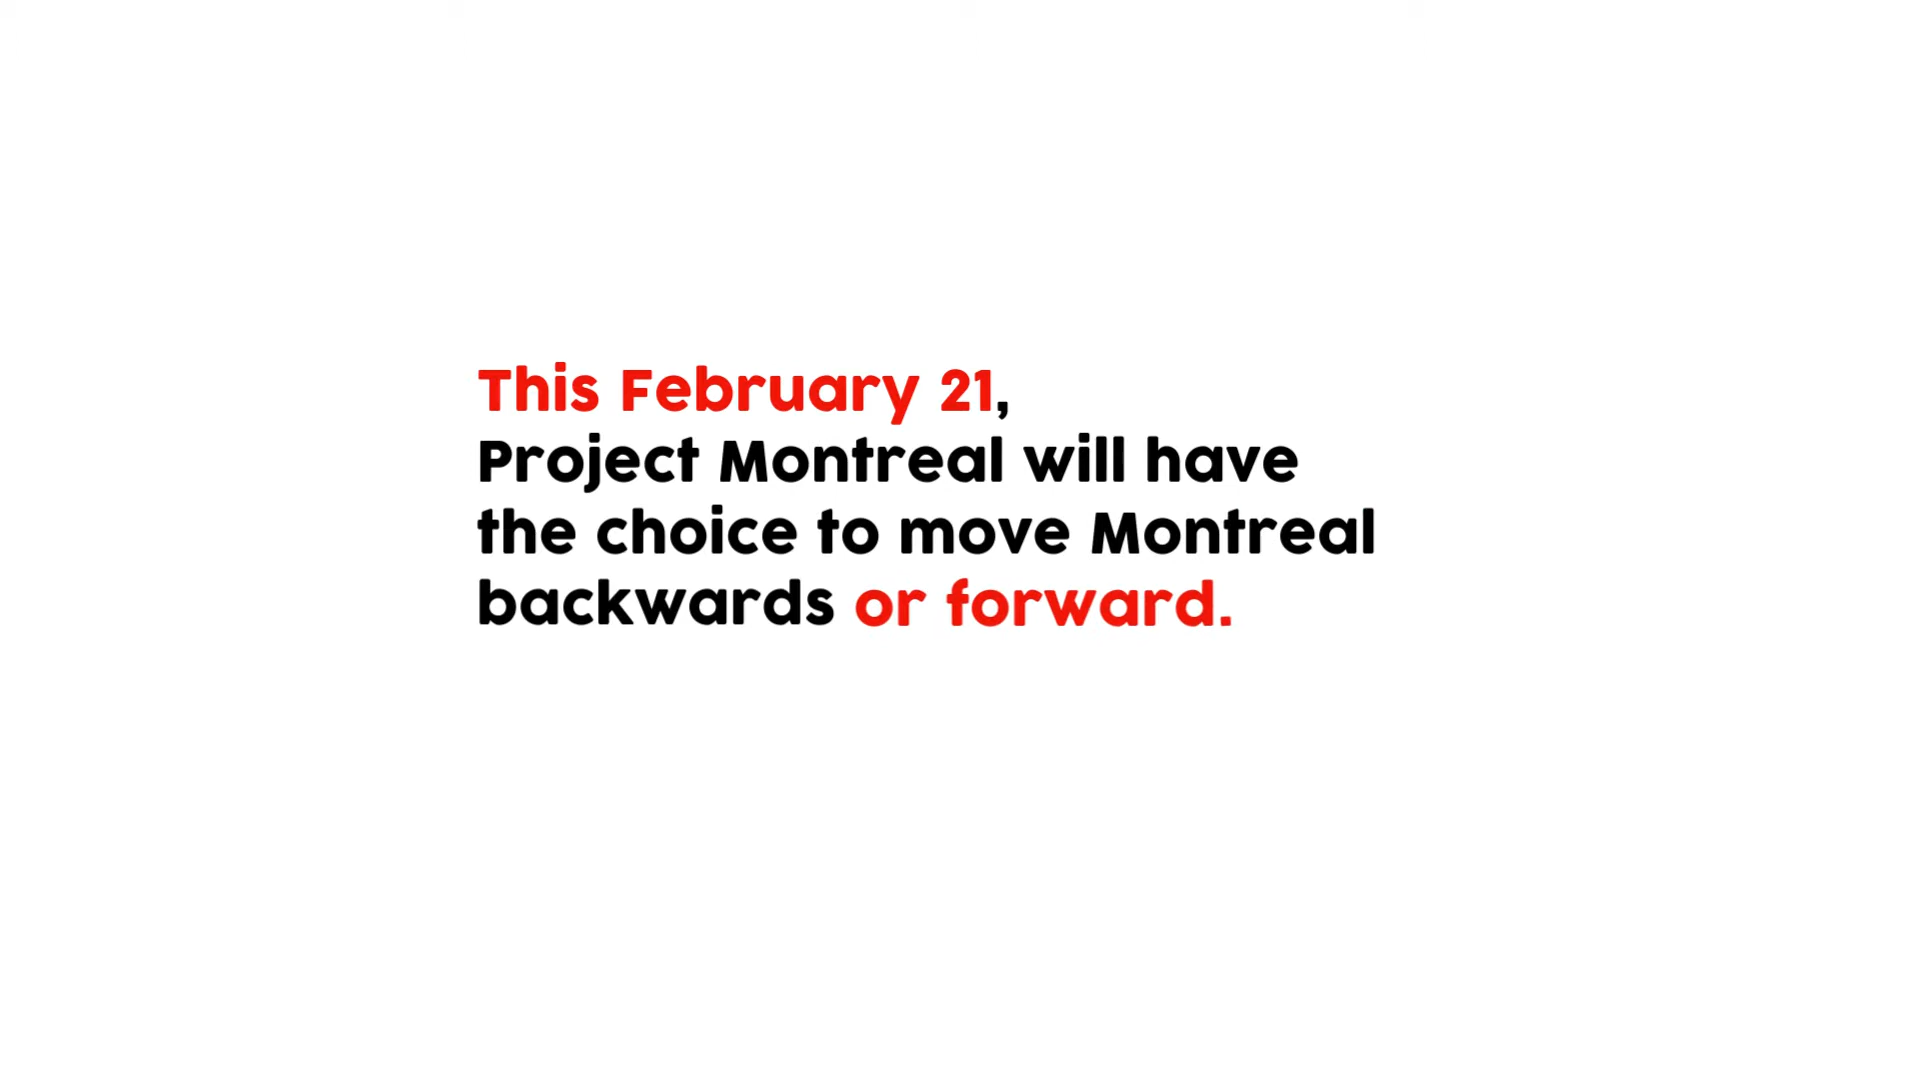 This February 21,
Project Montreal will have
the choice to move Montreal
backwards or forward.